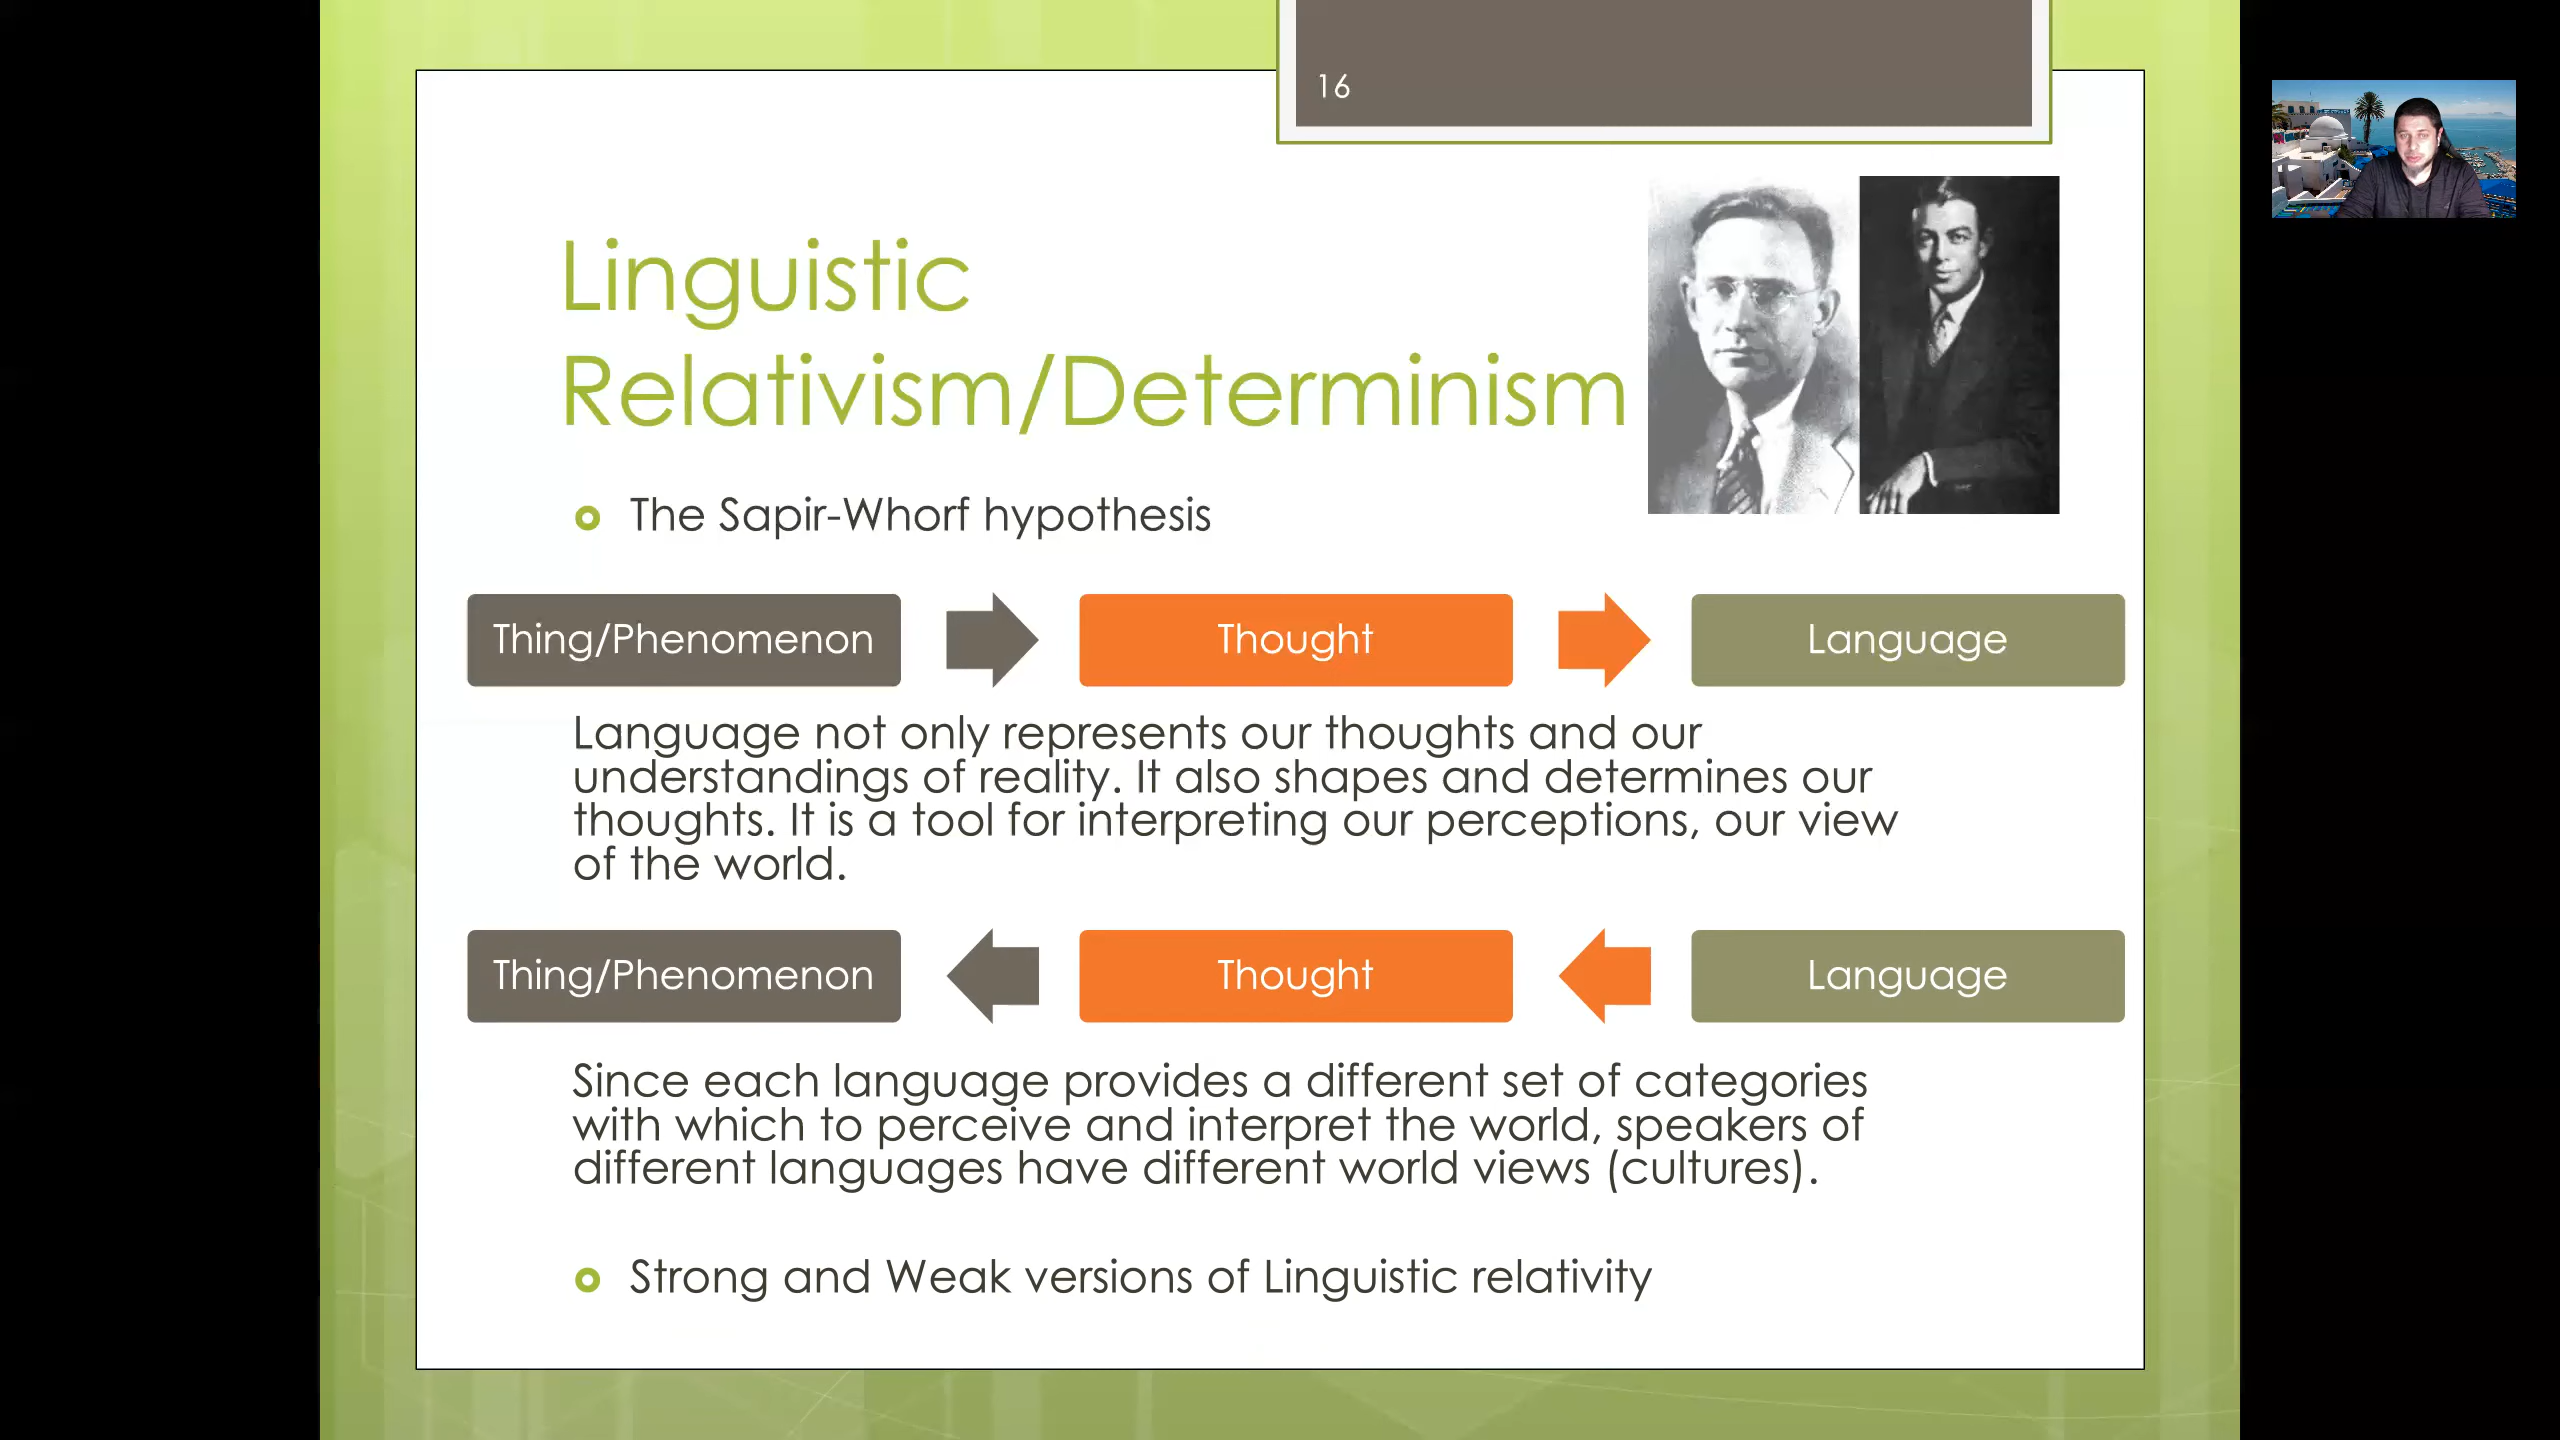 16
Linguistic
Relativism/Determinism
The Sapir-Whorf hypothesis
Thing/Phenomenon
Thought
Language
Language not only represents our thoughts and our
understandings of reality. It also shapes and determines our
thoughts. It is a tool for interpreting our perceptions, our view
of the world.
Thing/Phenomenon
Thought
Language
Since each language provides a different set of categories
with which to perceive and interpret the world, speakers of
different languages have different world views (cultures).
Strong and Weak versions of Linguistic relativity